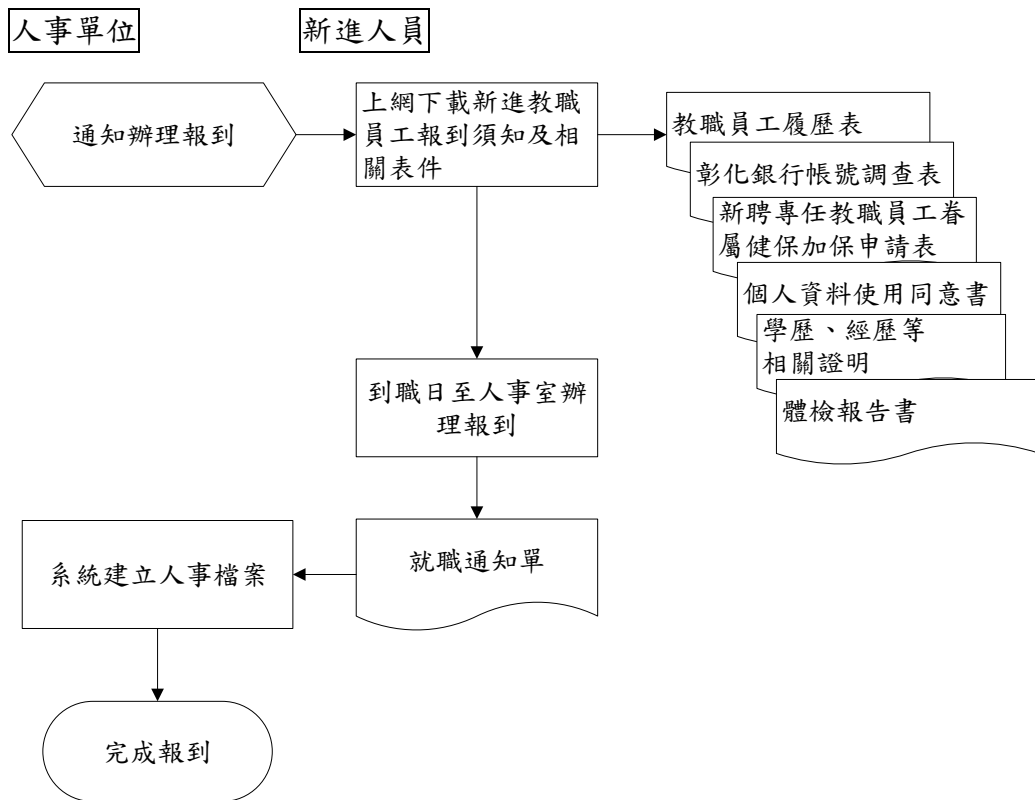 人事單位
新進人員
通知辦理報到
上網下載新進教職
員工報到須知及相
關表件
教職員工履歷表
彰化銀行帳號調查表
新聘專任教職員工眷
屬健保加保申請表
個人資料使用同意書
學歷、經歷等
相關證明
體檢報告書
到職日至人事室辦
理報到
就職通知單
系統建立人事檔案
完成報到